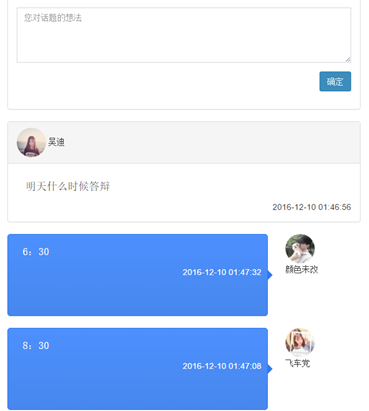 您对话题的想法
确定
吴迪
明天什么时候答辩
2016-12-10 01:46:56
6：30
2016-12-10 01:47:32
颜色未改
8：30
2016-12-10 01:47:08
飞车党